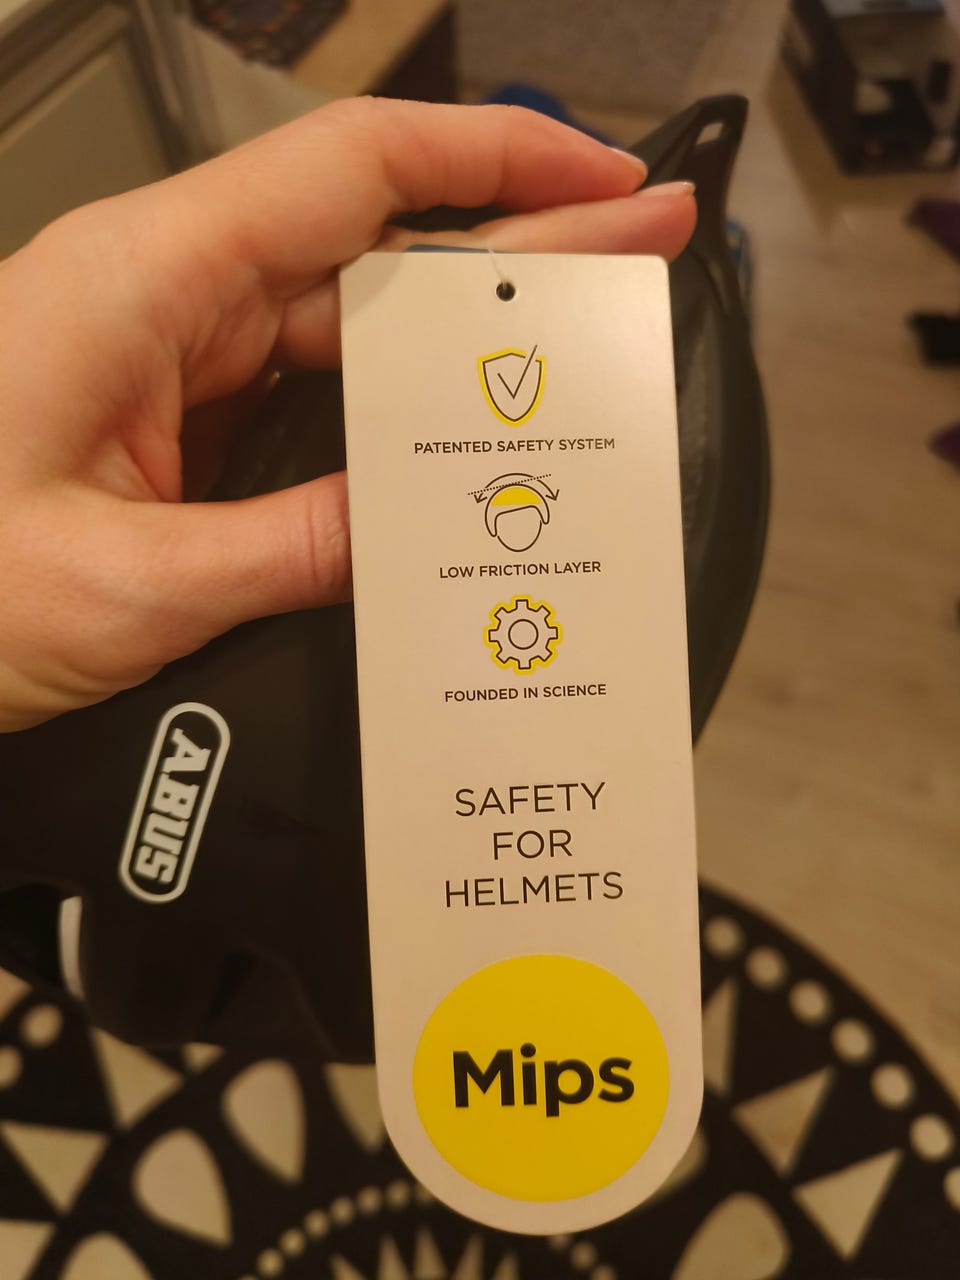 PATENTED SAFETY SYSTEM
LOW FRICTION LAYER
FOUNDED IN SCIENCE
SAFETY
FOR
HELMETS
Mips
ABUS